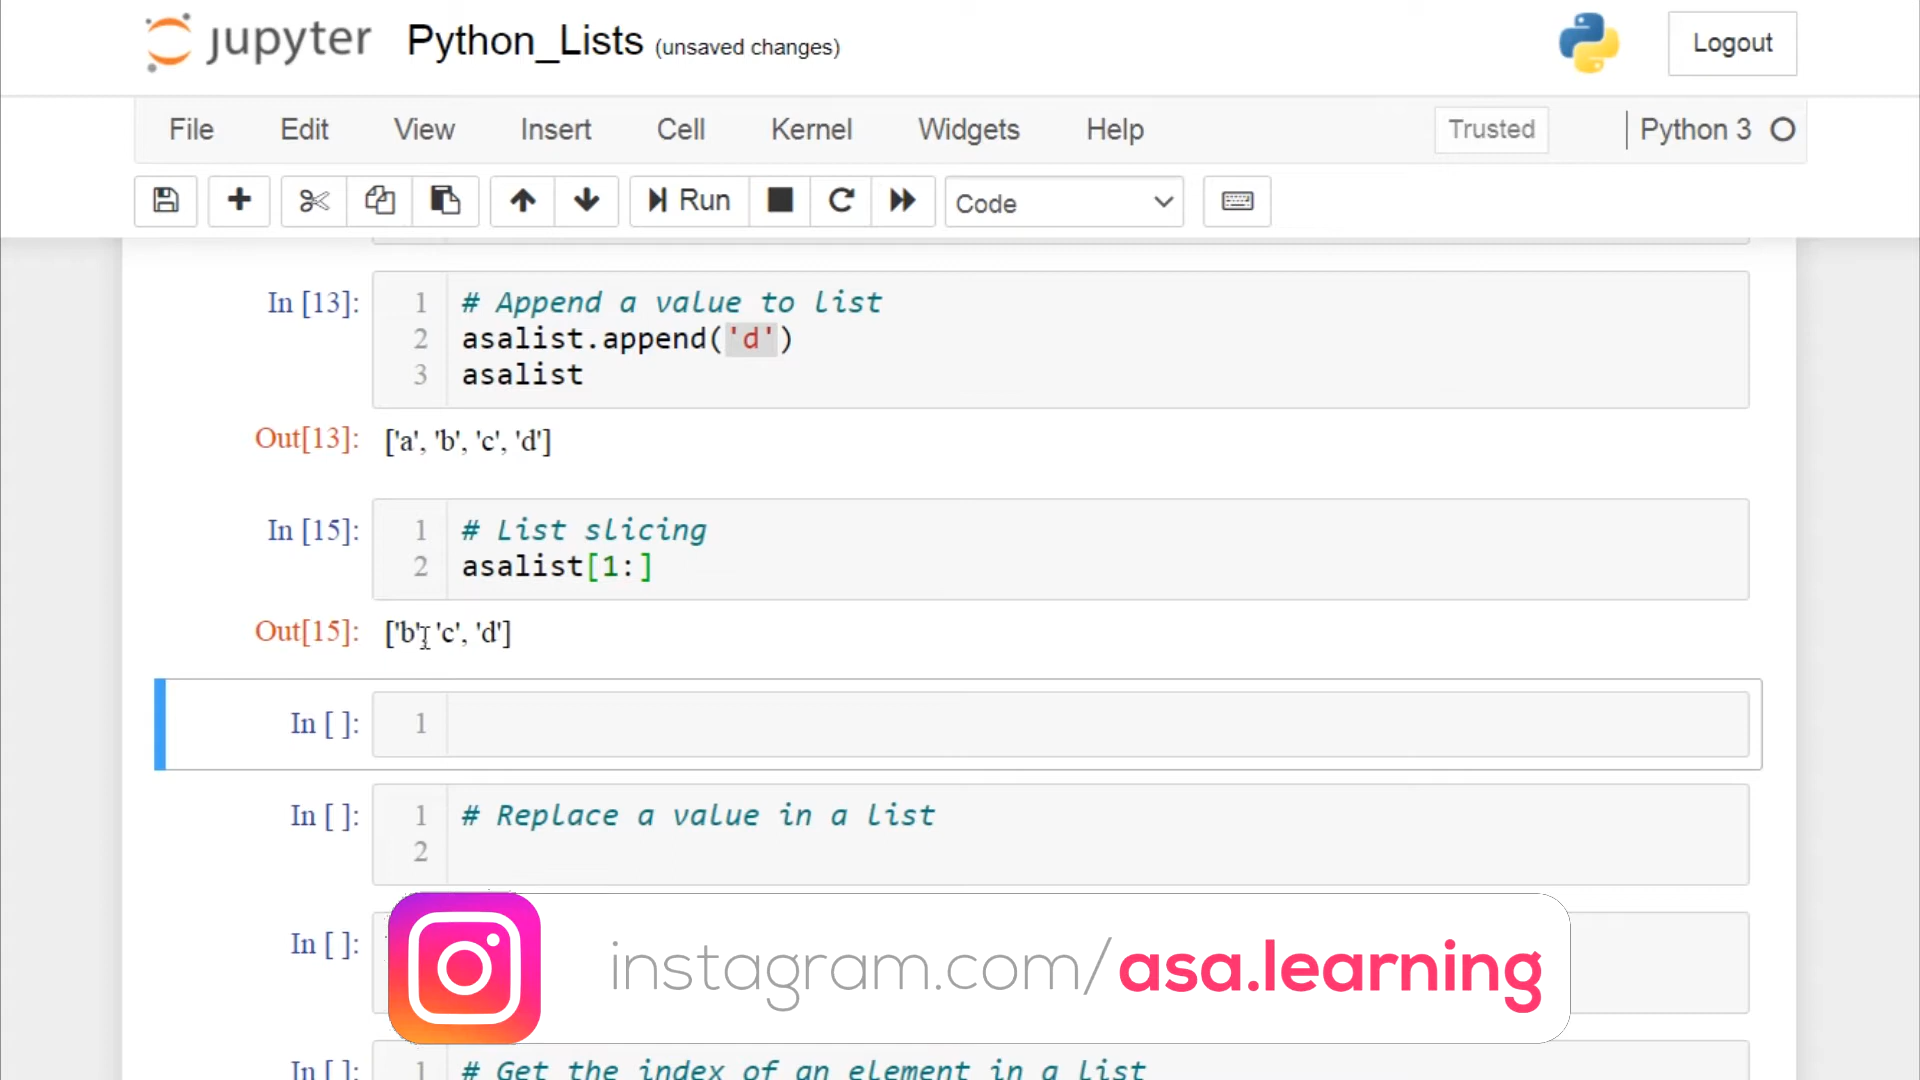 jupyter Python_Lists (unsaved changes) Logout
File Edit View Insert Cell Kernel Widgets Help Trusted Python 3
Run Code
In [13]: 1 # Append a value to list
2 asalist.append('d')
3 asalist
Out[13]: ['a', 'b', 'c', 'd']
In [15]: 1 # List slicing
2 asalist[1:]
Out[15]: ['b', 'c', 'd']
In [ ]: 1
In [ ]: 1 # Replace a value in a list
2
In [ ]:
instagram.com/asa.learning
In [ ]: 1 # Get the index of an element in a list